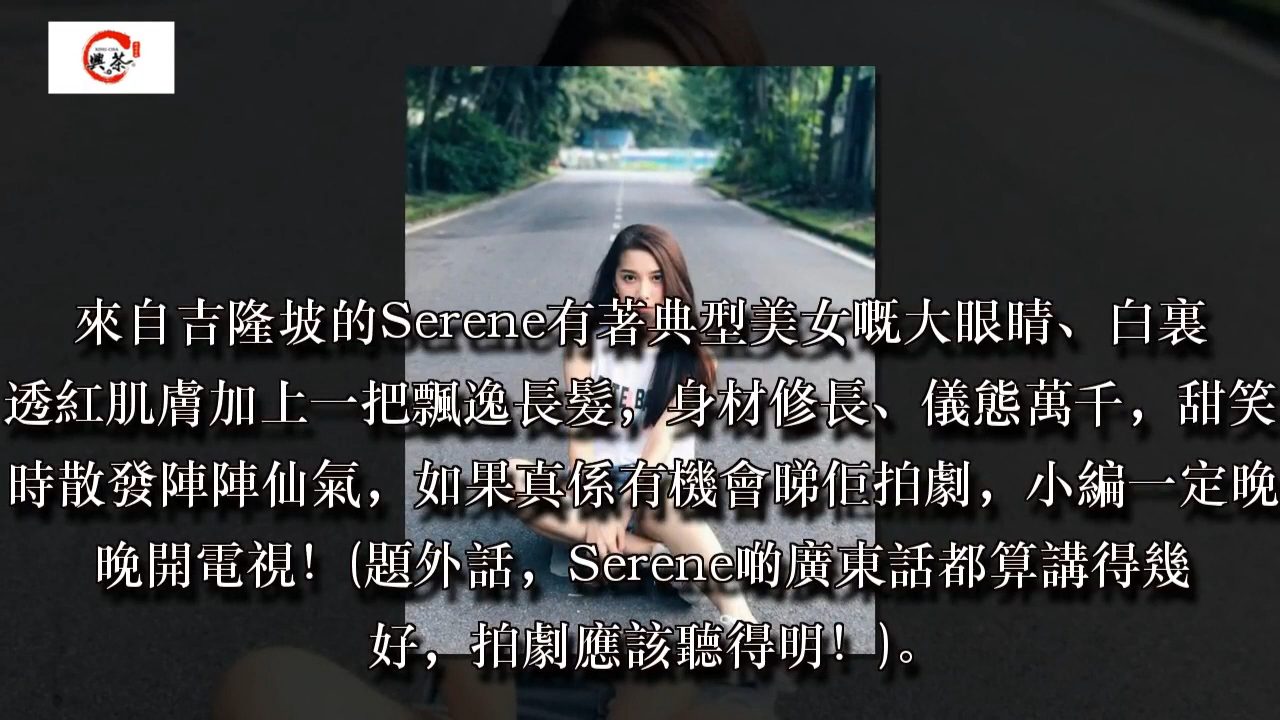 興茶
來自吉隆坡的Serene有著典型美女嘅大眼睛、白裏
透紅肌膚加上一把飄逸長髮，身材修長、儀態萬千，甜笑
時散發陣陣仙氣，如果真係有機會睇佢拍劇，小編一定晚
晚開電視！(題外話，Serene啲廣東話都算講得幾
好，拍劇應該聽得明！)。